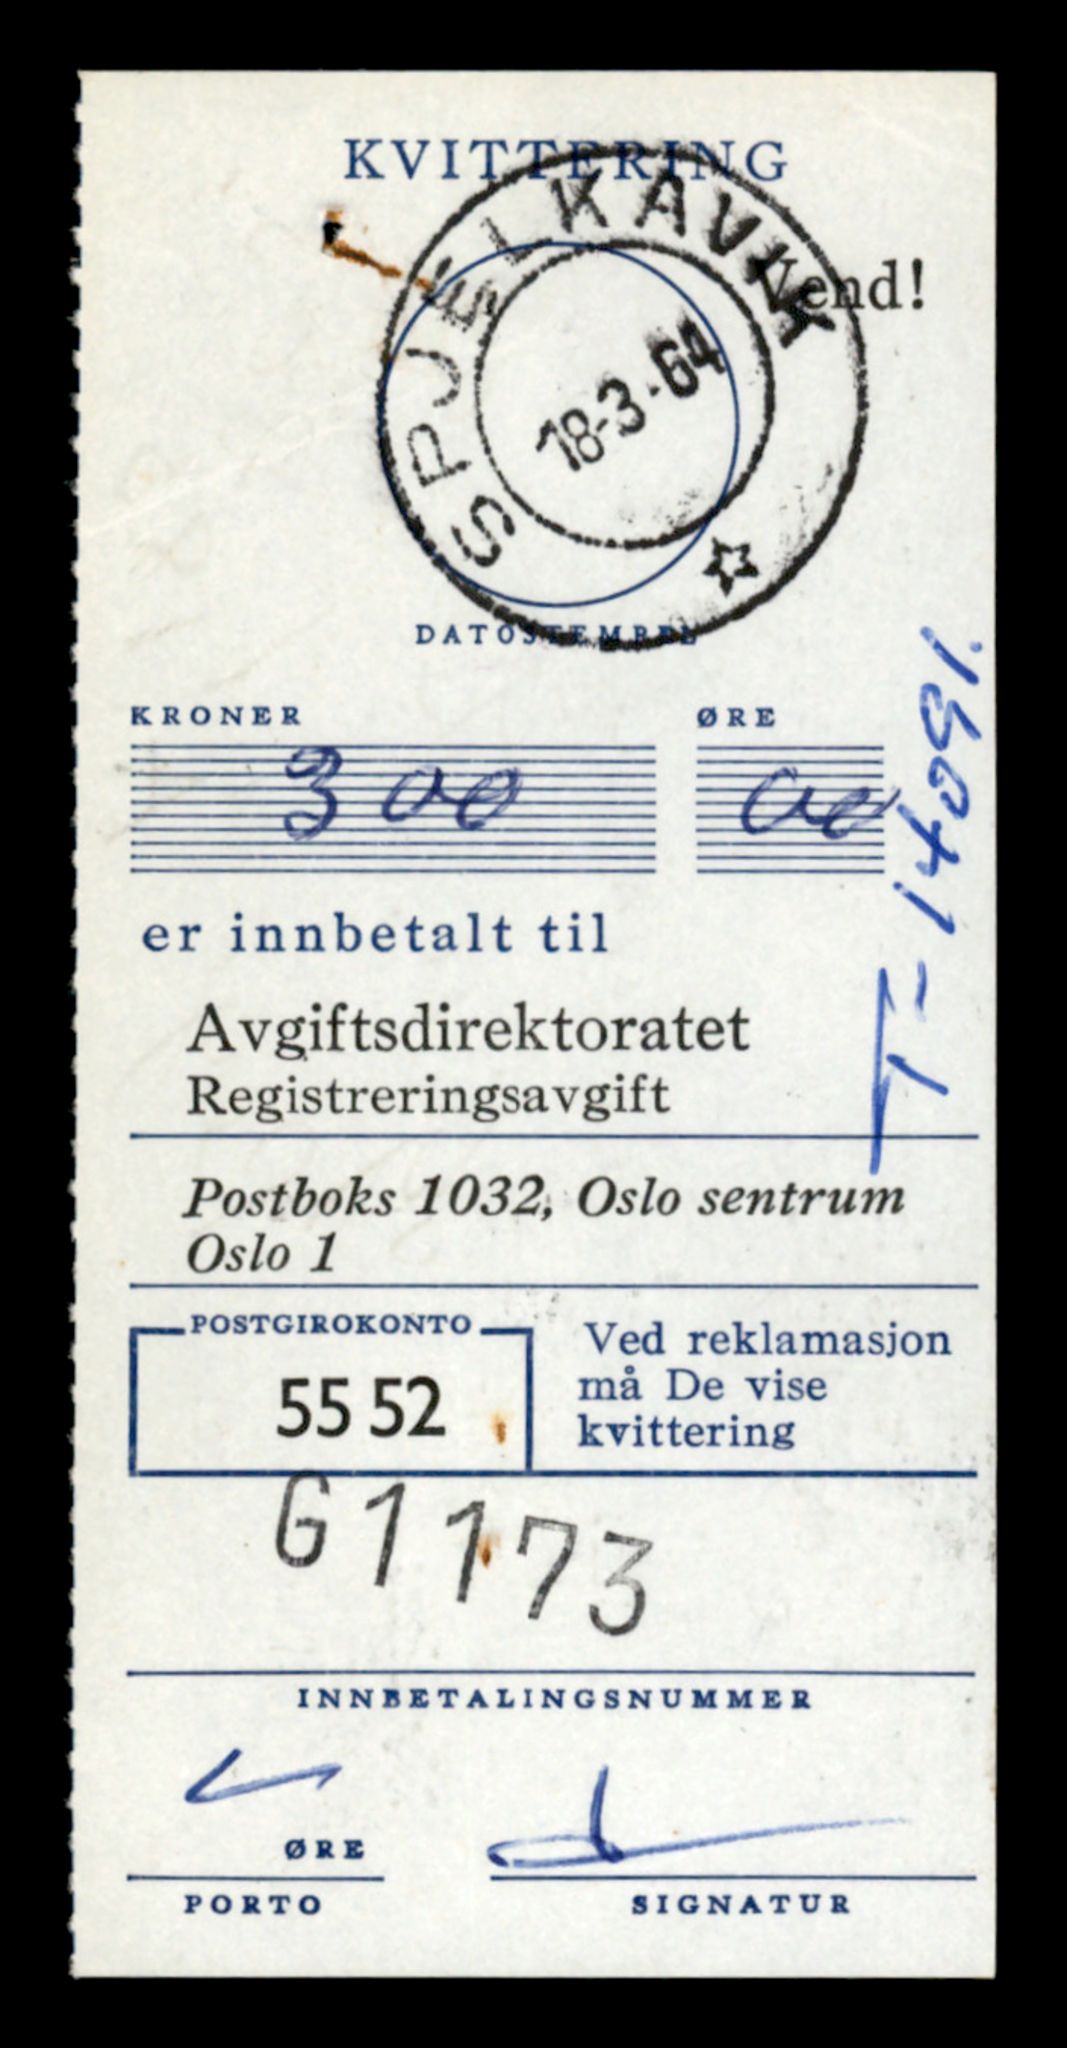 KVITTERING
SPJELKAVIK
Vend!
18-3-64
DATOSTEMPEL
KRONER
ØRE
300
00
T-14091.
er innbetalt til
Avgiftsdirektoratet
Registreringsavgift
Postboks 1032, Oslo sentrum
Oslo 1
POSTGIROKONTO
55 52
Ved reklamasjon
må De vise
kvittering
G1173
INNBETALINGSNUMMER
ØRE
PORTO
SIGNATUR